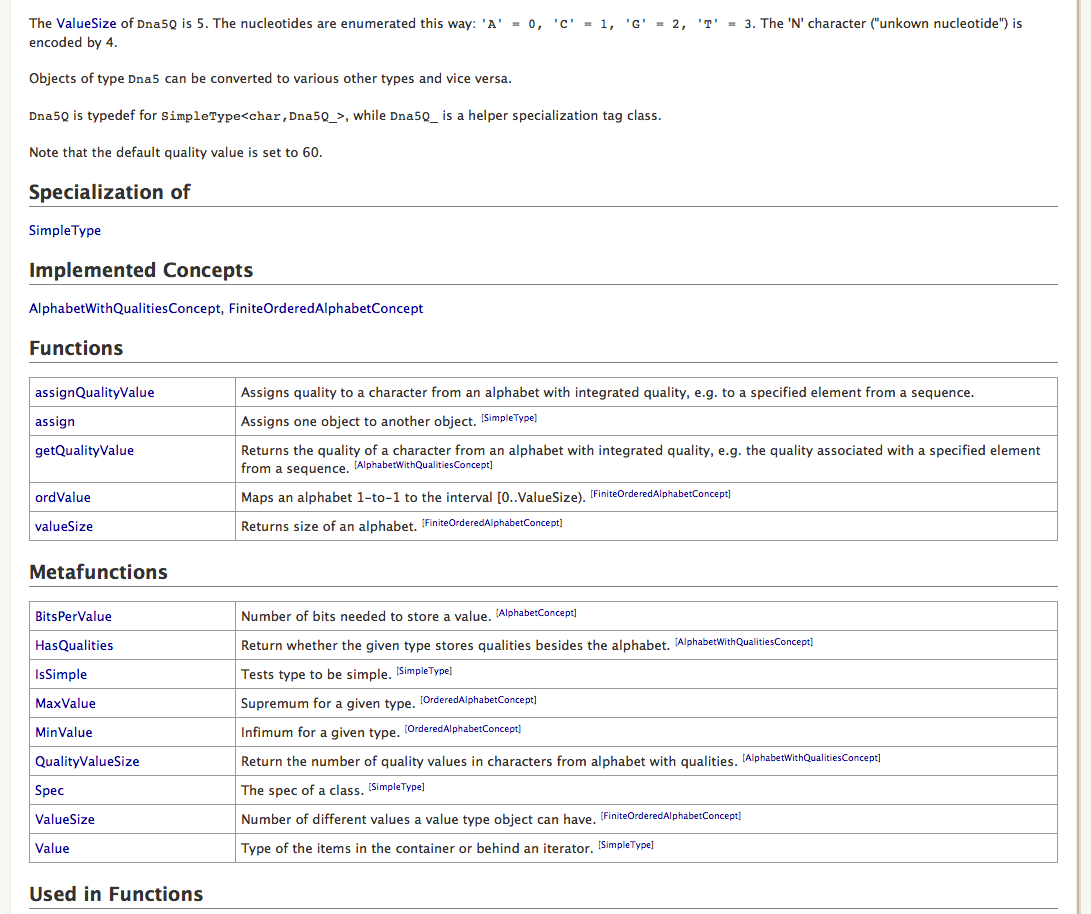 The ValueSize of Dna5Q is 5. The nucleotides are enumerated this way: 'A' = 0, 'C' = 1, 'G' = 2, 'T' = 3. The 'N' character ("unkown nucleotide") is
encoded by 4.
Objects of type Dna5 can be converted to various other types and vice versa.
Dna5Q is typedef for SimpleType<char,Dna5Q_>, while Dna5Q_ is a helper specialization tag class.
Note that the default quality value is set to 60.
Specialization of
SimpleType
Implemented Concepts
AlphabetWithQualitiesConcept, FiniteOrderedAlphabetConcept
Functions
assignQualityValue Assigns quality to a character from an alphabet with integrated quality, e.g. to a specified element from a sequence.
assign Assigns one object to another object. [SimpleType]
getQualityValue Returns the quality of a character from an alphabet with integrated quality, e.g. the quality associated with a specified element
from a sequence. [AlphabetWithQualitiesConcept]
ordValue Maps an alphabet 1-to-1 to the interval [0..ValueSize). [FiniteOrderedAlphabetConcept]
valueSize Returns size of an alphabet. [FiniteOrderedAlphabetConcept]
Metafunctions
BitsPerValue Number of bits needed to store a value. [AlphabetConcept]
HasQualities Return whether the given type stores qualities besides the alphabet. [AlphabetWithQualitiesConcept]
IsSimple Tests type to be simple. [SimpleType]
MaxValue Supremum for a given type. [OrderedAlphabetConcept]
MinValue Infimum for a given type. [OrderedAlphabetConcept]
QualityValueSize Return the number of quality values in characters from alphabet with qualities. [AlphabetWithQualitiesConcept]
Spec The spec of a class. [SimpleType]
ValueSize Number of different values a value type object can have. [FiniteOrderedAlphabetConcept]
Value Type of the items in the container or behind an iterator. [SimpleType]
Used in Functions